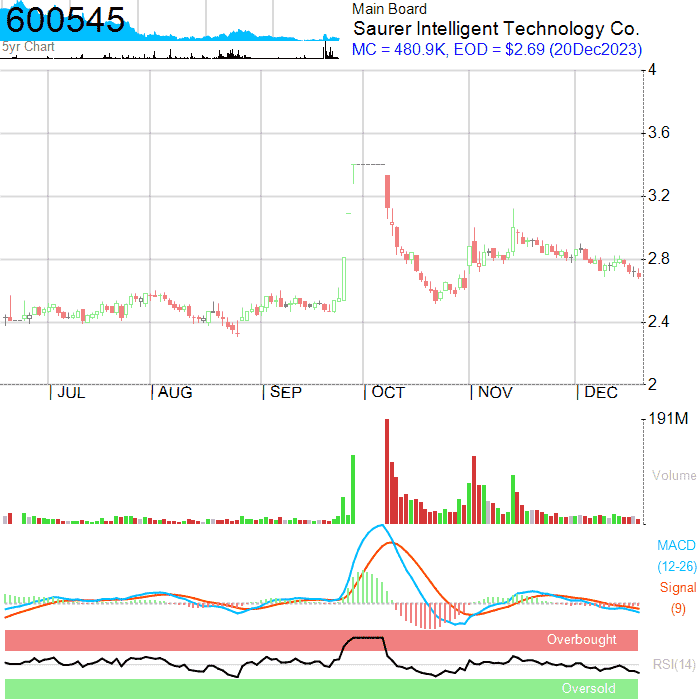 600545
5yr Chart
Main Board
Saurer Intelligent Technology Co.
MC = 480.9K, EOD = $2.69 (20Dec2023)
4
3.6
3.2
2.8
2.4
2
JUL
AUG
SEP
OCT
NOV
DEC
191M
Volume
MACD
(12-26)
Signal
(9)
Overbought
RSI(14)
Oversold